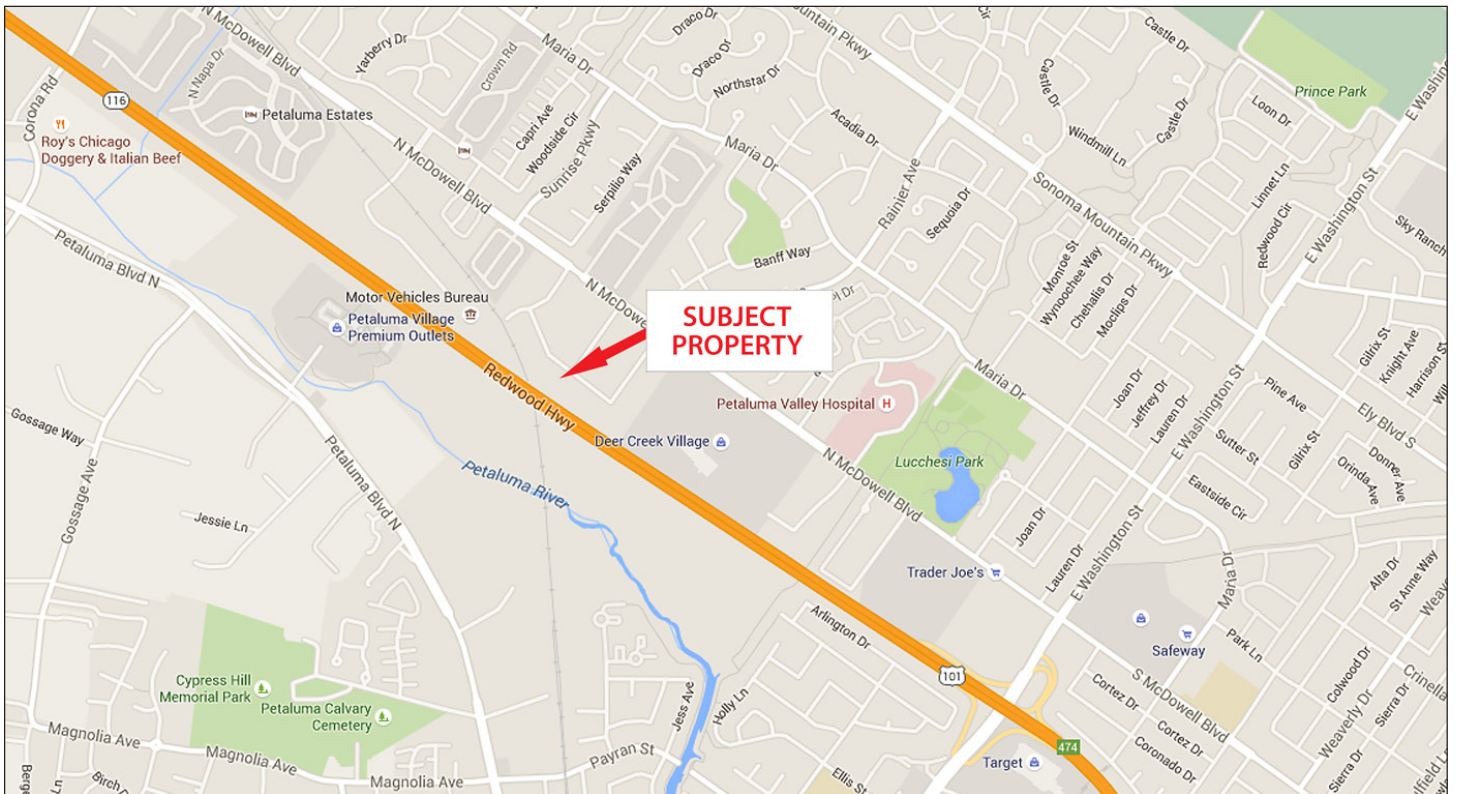 N McDowell Blvd
Yarberry Dr
N Napa Dr
Crown Rd
Maria Dr
Draco Dr
Draco Dr
Northstar Dr
Castle Dr
Castle Dr
Castle Dr
Prince Park
Loon Dr
Corona Rd
116
Roy's Chicago
Doggery & Italian Beef
Petaluma Estates
Capri Ave
Woodside Cir
Sunrise Pkwy
Serpilio Way
N McDowell Blvd
Maria Dr
Acadia Dr
Rainier Ave
Sequoia Dr
Windmill Ln
Linnet Ln
Redwood Cir
E Washington St
Sky Ranch
Sonoma Mountain Pkwy
Banff Way
Monroe St
Wynoochee Way
Chehalis Dr
Moclips Dr
Petaluma Blvd N
Motor Vehicles Bureau
Petaluma Village
Premium Outlets
SUBJECT
PROPERTY
Redwood Hwy
Maria Dr
Petaluma Valley Hospital
H
Deer Creek Village
Lucchesi Park
N McDowell Blvd
Joan Dr
Jeffrey Dr
Lauren Dr
E Washington St
Pine Ave
Sutter St
Gilrix St
Gilrix St
Knight Ave
Harrison St
Ely Blvd S
Donner Ave
Orinda Ave
Eastside Cir
Gossage Way
Gossage Ave
Petaluma Blvd N
Petaluma River
Jessie Ln
Joan Dr
Lauren Dr
E Washington St
Trader Joe's
Maria Dr
Alta Dr
St Anne Way
Arlington Dr
Safeway
Park Ln
Colwood Dr
Sierra Dr
Weaverly Dr
Sierra Dr
101
Cortez Dr
Cortez Dr
Coronado Dr
S McDowell Blvd
Cypress Hill
Memorial Park
Petaluma Calvary
Cemetery
Jess Ave
Holly Ln
Magnolia Ave
Magnolia Ave
Magnolia Ave
Payran St
Ellis St
Target
474